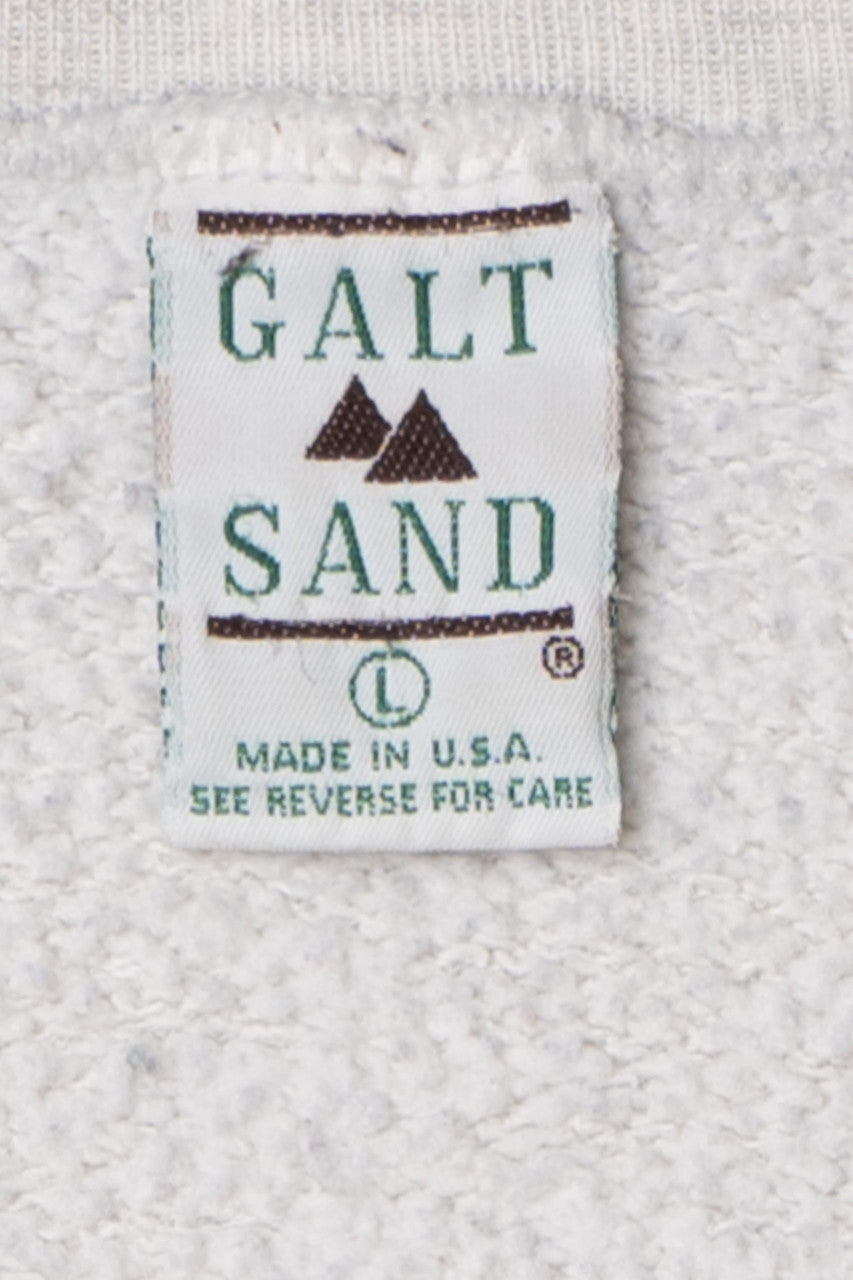 GALT
SAND
®
L
MADE IN U.S.A.
SEE REVERSE FOR CARE